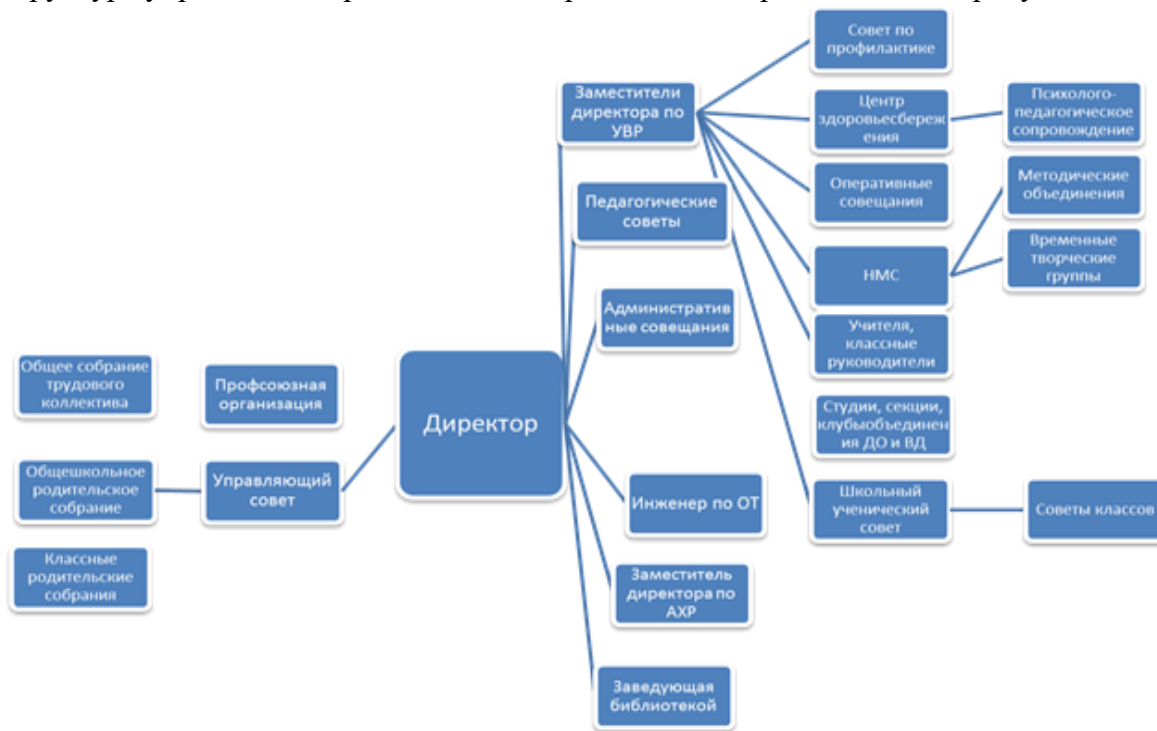 Совет по
профилактике
Заместители
директора по
УВР
Центр
здоровьесбереж
ения
Психолого-
педагогическое
сопровождение
Оперативные
совещания
Методические
объединения
Педагогические
советы
НМС
Временные
творческие
группы
Административ
ные совещания
Учителя,
классные
руководители
Общее собрание
трудового
коллектива
Профсоюзная
организация
Директор
Студии, секции,
клубыобъединен
ия ДО и ВД
Общешкольное
родительское
собрание
Управляющий
совет
Инженер по ОТ
Школьный
ученический
совет
Советы классов
Классные
родительские
собрания
Заместитель
директора по
АХР
Заведующая
библиотекой